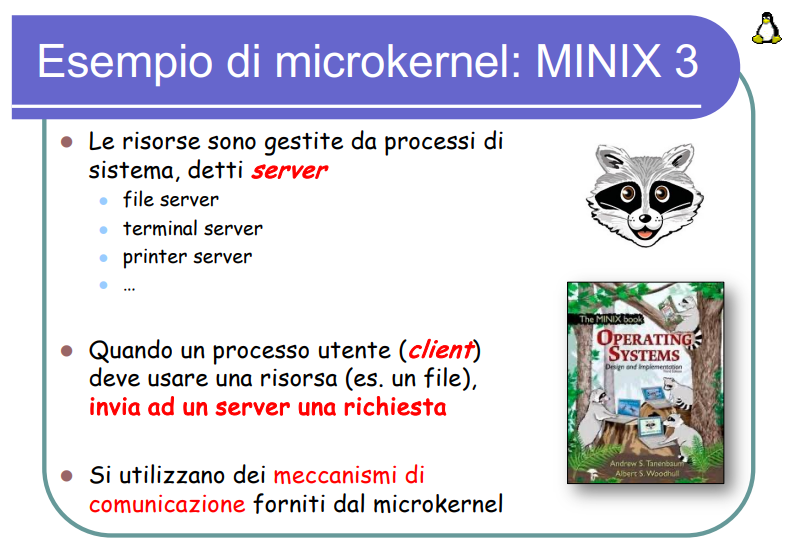 Esempio di microkernel: MINIX 3
Le risorse sono gestite da processi di
sistema, detti server
file server
terminal server
printer server
…
Quando un processo utente (client)
deve usare una risorsa (es. un file),
invia ad un server una richiesta
Si utilizzano dei meccanismi di
comunicazione forniti dal microkernel
The MINIX book
OPERATING
SYSTEMS
Design and Implementation
Third Edition
Andrew S. Tanenbaum
Albert S. Woodhull